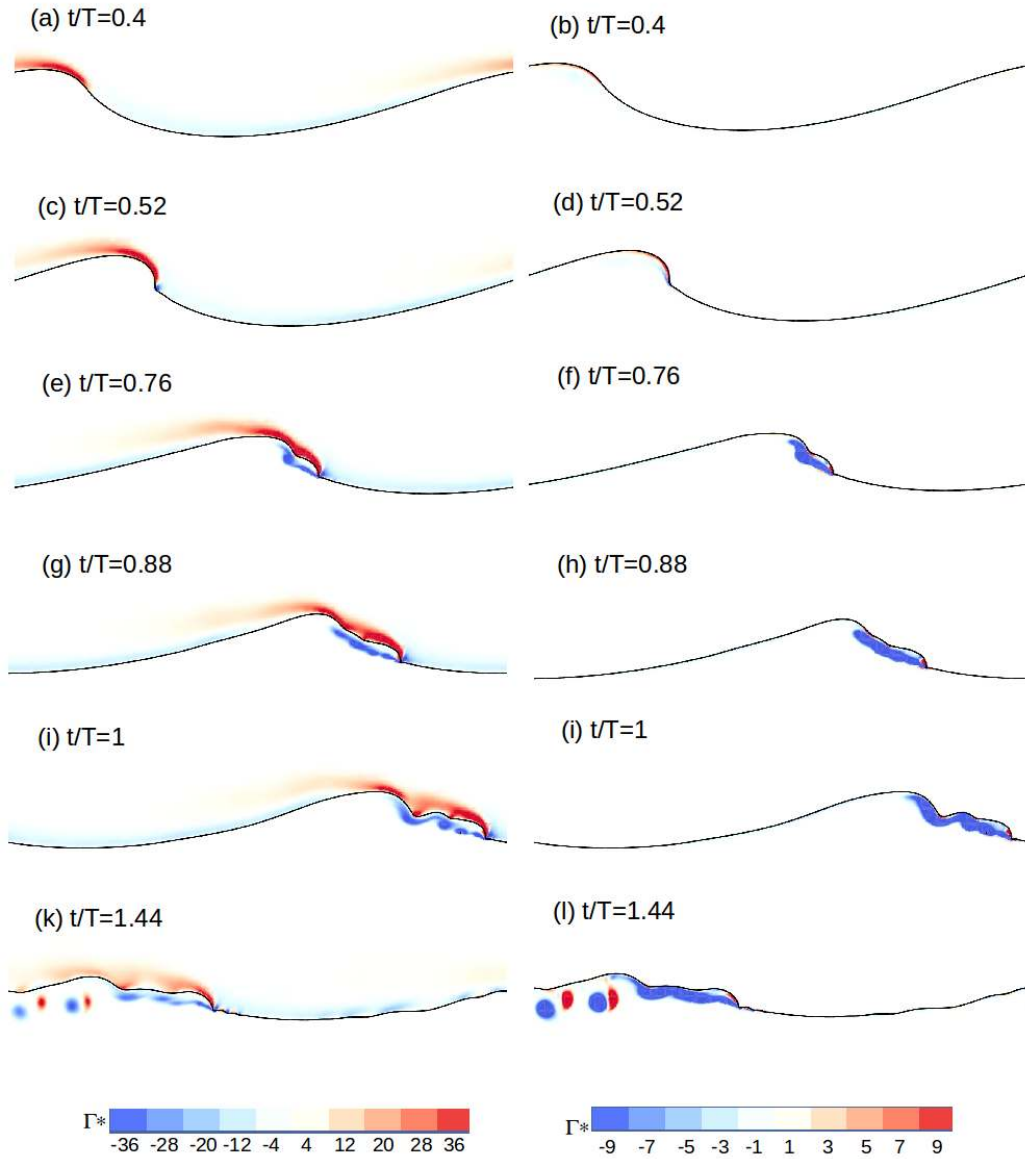 (a) t/T=0.4
(b) t/T=0.4
(c) t/T=0.52
(d) t/T=0.52
(e) t/T=0.76
(f) t/T=0.76
(g) t/T=0.88
(h) t/T=0.88
(i) t/T=1
(i) t/T=1
(k) t/T=1.44
(l) t/T=1.44
Γ*
-36 -28 -20 -12 -4 4 12 20 28 36
Γ*
-9 -7 -5 -3 -1 1 3 5 7 9